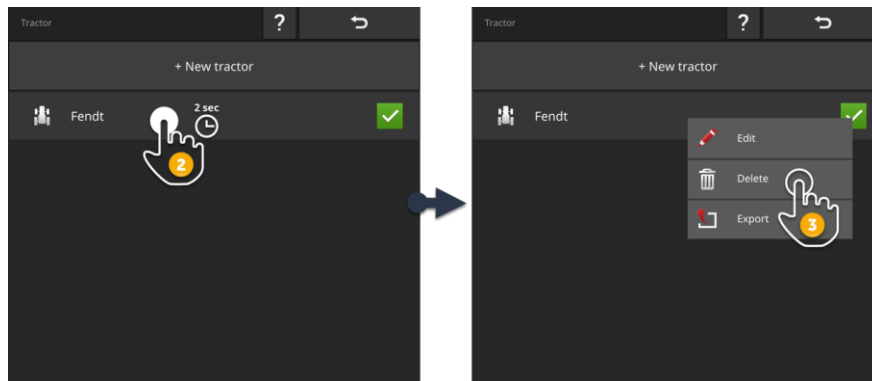 Tractor
?
+ New tractor
Fendt
2 sec
2
Tractor
?
+ New tractor
Fendt
Edit
Delete
Export
3